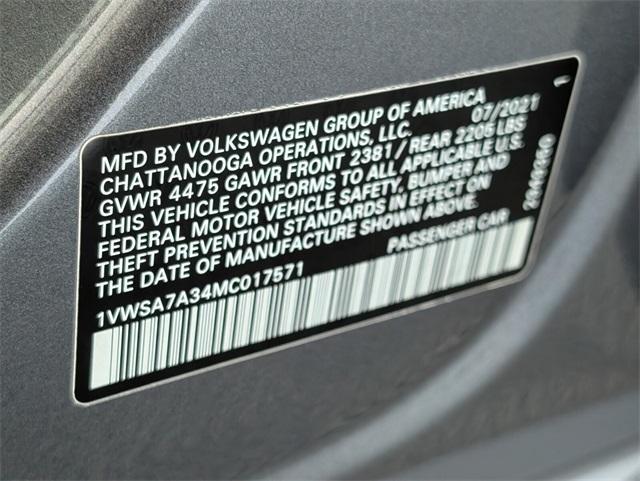 MFD BY VOLKSWAGEN GROUP OF AMERICA
CHATTANOOGA OPERATIONS, LLC. 07/2021 1
GVWR 4475 GAWR FRONT 2381 / REAR 2205 LBS
THIS VEHICLE CONFORMS TO ALL APPLICABLE U.S.
FEDERAL MOTOR VEHICLE SAFETY, BUMPER AND
THEFT PREVENTION STANDARDS IN EFFECT ON
THE DATE OF MANUFACTURE SHOWN ABOVE.
1VWSA7A34MC017571 PASSENGER CAR